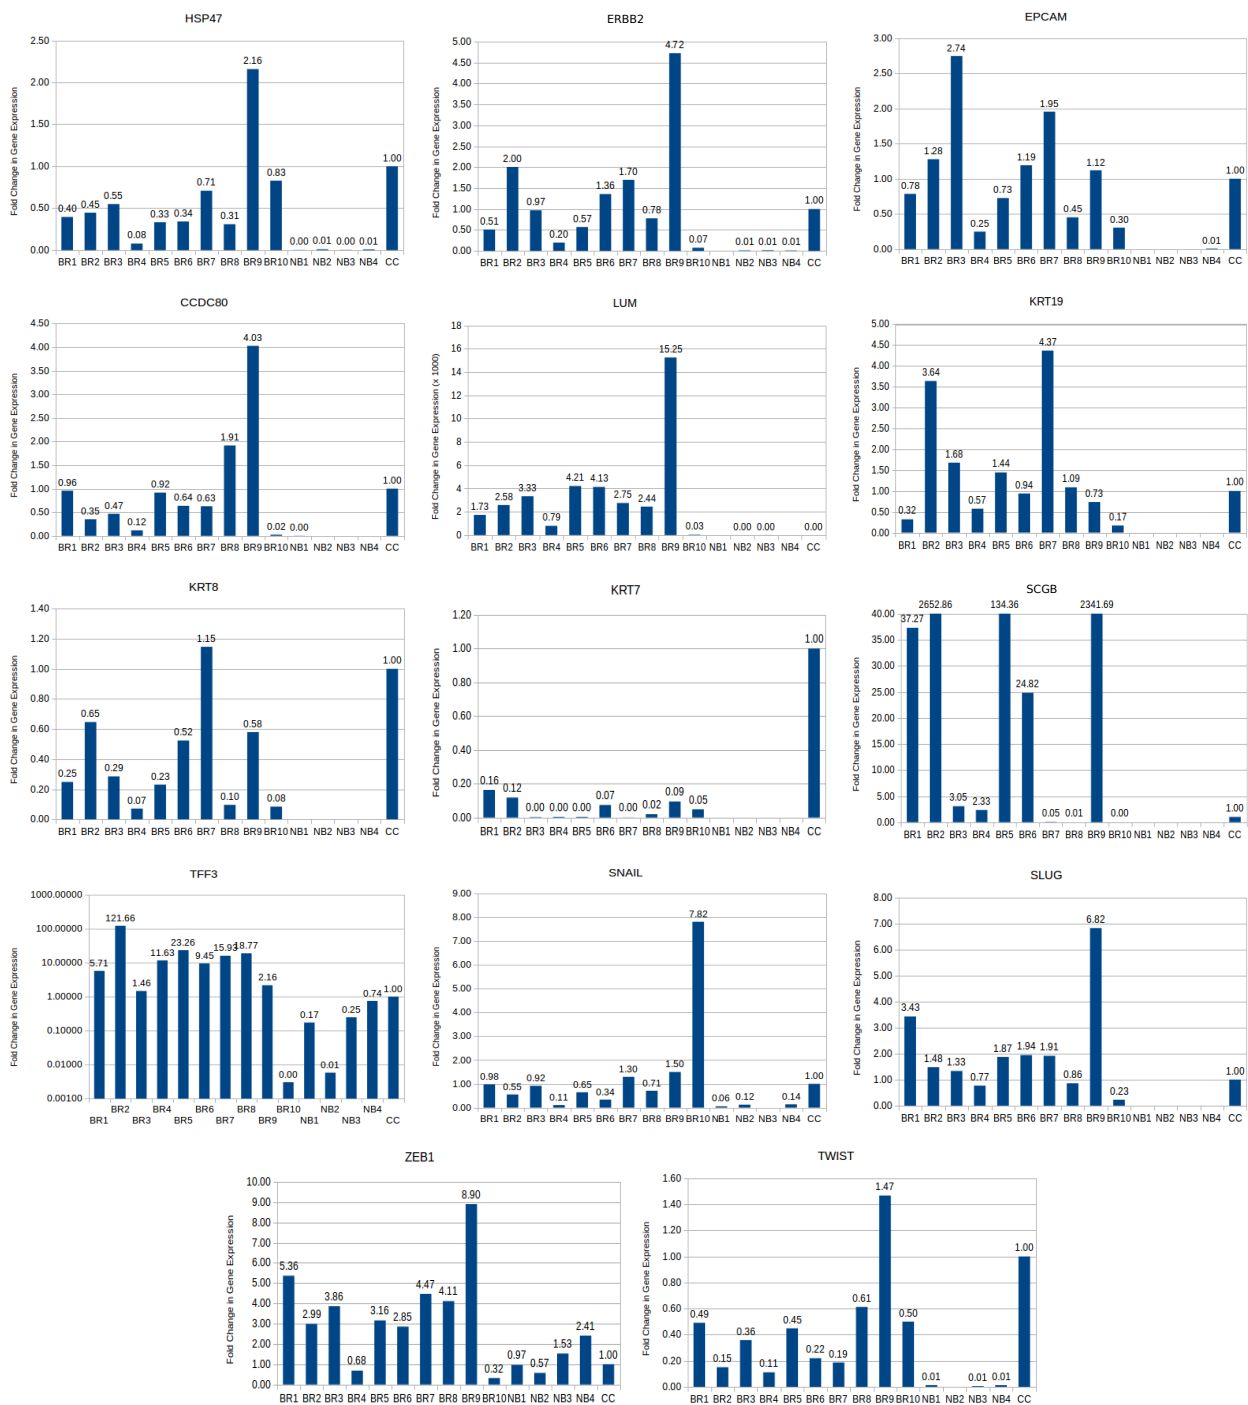 HSP47
Fold Change in Gene Expression
2.50
2.00
1.50
1.00
0.50
0.00
0.40 0.45 0.55 0.08 0.33 0.34 0.71 0.31 2.16 0.83 0.00 0.01 0.00 0.01 1.00
BR1 BR2 BR3 BR4 BR5 BR6 BR7 BR8 BR9 BR10 NB1 NB2 NB3 NB4 CC
ERBB2
Fold Change in Gene Expression
5.00
4.50
4.00
3.50
3.00
2.50
2.00
1.50
1.00
0.50
0.00
0.51 2.00 0.97 0.20 0.57 1.36 1.70 0.78 4.72 0.07 0.01 0.01 0.01 1.00
BR1 BR2 BR3 BR4 BR5 BR6 BR7 BR8 BR9 BR10 NB1 NB2 NB3 NB4 CC
EPCAM
Fold Change in Gene Expression
3.00
2.50
2.00
1.50
1.00
0.50
0.00
0.78 1.28 2.74 0.25 0.73 1.19 1.95 0.45 1.12 0.30 0.01 1.00
BR1 BR2 BR3 BR4 BR5 BR6 BR7 BR8 BR9 BR10 NB1 NB2 NB3 NB4 CC
CCDC80
Fold Change in Gene Expression
4.50
4.00
3.50
3.00
2.50
2.00
1.50
1.00
0.50
0.00
0.96 0.35 0.47 0.12 0.92 0.64 0.63 1.91 4.03 0.02 0.00 1.00
BR1 BR2 BR3 BR4 BR5 BR6 BR7 BR8 BR9 BR10 NB1 NB2 NB3 NB4 CC
LUM
Fold Change in Gene Expression (x 1000)
18
16
14
12
10
8
6
4
2
0
1.73 2.58 3.33 0.79 4.21 4.13 2.75 2.44 15.25 0.03 0.00 0.00 0.00
BR1 BR2 BR3 BR4 BR5 BR6 BR7 BR8 BR9 BR10 NB1 NB2 NB3 NB4 CC
KRT19
Fold Change in Gene Expression
5.00
4.50
4.00
3.50
3.00
2.50
2.00
1.50
1.00
0.50
0.00
0.32 3.64 1.68 0.57 1.44 0.94 4.37 1.09 0.73 0.17 1.00
BR1 BR2 BR3 BR4 BR5 BR6 BR7 BR8 BR9 BR10 NB1 NB2 NB3 NB4 CC
KRT8
Fold Change in Gene Expression
1.40
1.20
1.00
0.80
0.60
0.40
0.20
0.00
0.25 0.65 0.29 0.07 0.23 0.52 1.15 0.10 0.58 0.08 1.00
BR1 BR2 BR3 BR4 BR5 BR6 BR7 BR8 BR9 BR10 NB1 NB2 NB3 NB4 CC
KRT7
Fold Change in Gene Expression
1.20
1.00
0.80
0.60
0.40
0.20
0.00
0.16 0.12 0.00 0.00 0.00 0.07 0.00 0.02 0.09 0.05 1.00
BR1 BR2 BR3 BR4 BR5 BR6 BR7 BR8 BR9 BR10 NB1 NB2 NB3 NB4 CC
SCGB
Fold Change in Gene Expression
40.00
35.00
30.00
25.00
20.00
15.00
10.00
5.00
0.00
37.27 2652.86 3.05 2.33 134.36 24.82 0.05 0.01 2341.69 0.00 1.00
BR1 BR2 BR3 BR4 BR5 BR6 BR7 BR8 BR9 BR10 NB1 NB2 NB3 NB4 CC
TFF3
Fold Change in Gene Expression
1000.00000
100.00000
10.00000
1.00000
0.10000
0.01000
0.00100
5.71 121.66 1.46 11.63 23.26 9.45 15.93 18.77 2.16 0.00 0.17 0.01 0.25 0.74 1.00
BR2 BR4 BR6 BR8 BR10 NB2 NB4
BR1 BR3 BR5 BR7 BR9 NB1 NB3 CC
SNAIL
Fold Change in Gene Expression
9.00
8.00
7.00
6.00
5.00
4.00
3.00
2.00
1.00
0.00
0.98 0.55 0.92 0.11 0.65 0.34 1.30 0.71 1.50 7.82 0.06 0.12 0.14 1.00
BR1 BR2 BR3 BR4 BR5 BR6 BR7 BR8 BR9 BR10 NB1 NB2 NB3 NB4 CC
SLUG
Fold Change in Gene Expression
8.00
7.00
6.00
5.00
4.00
3.00
2.00
1.00
0.00
3.43 1.48 1.33 0.77 1.87 1.94 1.91 0.86 6.82 0.23 1.00
BR1 BR2 BR3 BR4 BR5 BR6 BR7 BR8 BR9 BR10 NB1 NB2 NB3 NB4 CC
ZEB1
Fold Change in Gene Expression
10.00
9.00
8.00
7.00
6.00
5.00
4.00
3.00
2.00
1.00
0.00
5.36 2.99 3.86 0.68 3.16 2.85 4.47 4.11 8.90 0.32 0.97 0.57 1.53 2.41 1.00
BR1 BR2 BR3 BR4 BR5 BR6 BR7 BR8 BR9 BR10 NB1 NB2 NB3 NB4 CC
TWIST
Fold Change in Gene Expression
1.60
1.40
1.20
1.00
0.80
0.60
0.40
0.20
0.00
0.49 0.15 0.36 0.11 0.45 0.22 0.19 0.61 1.47 0.50 0.01 0.01 0.01 1.00
BR1 BR2 BR3 BR4 BR5 BR6 BR7 BR8 BR9 BR10 NB1 NB2 NB3 NB4 CC